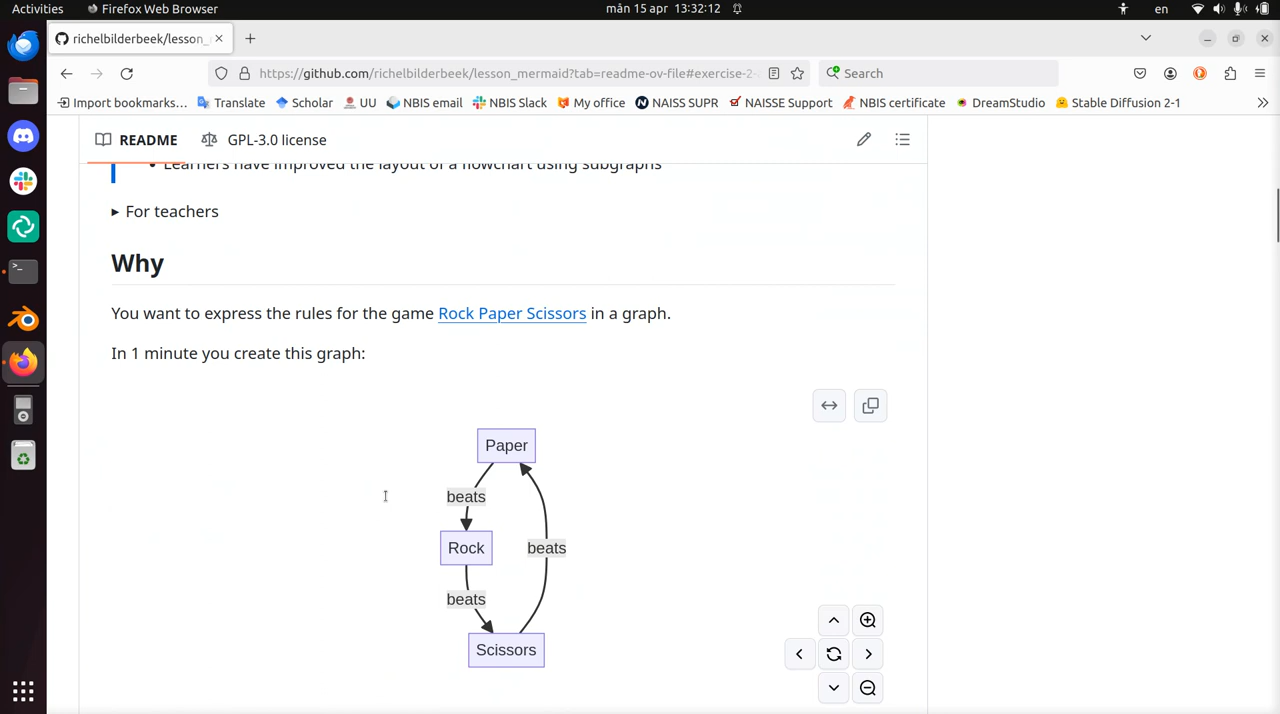 Activities
Firefox Web Browser
mån 15 apr 13:32:12
en
richelbilderbeek/lesson_
https://github.com/richelbilderbeek/lesson_mermaid?tab=readme-ov-file#exercise-2-
Search
Import bookmarks...
Translate
Scholar
UU
NBIS email
NBIS Slack
My office
NAISS SUPR
NAISSE Support
NBIS certificate
DreamStudio
Stable Diffusion 2-1
README
GPL-3.0 license
Learners have improved the layout of a flowchart using subgraphs
For teachers
Why
You want to express the rules for the game Rock Paper Scissors in a graph.
In 1 minute you create this graph:
Paper
beats
Rock
beats
beats
Scissors